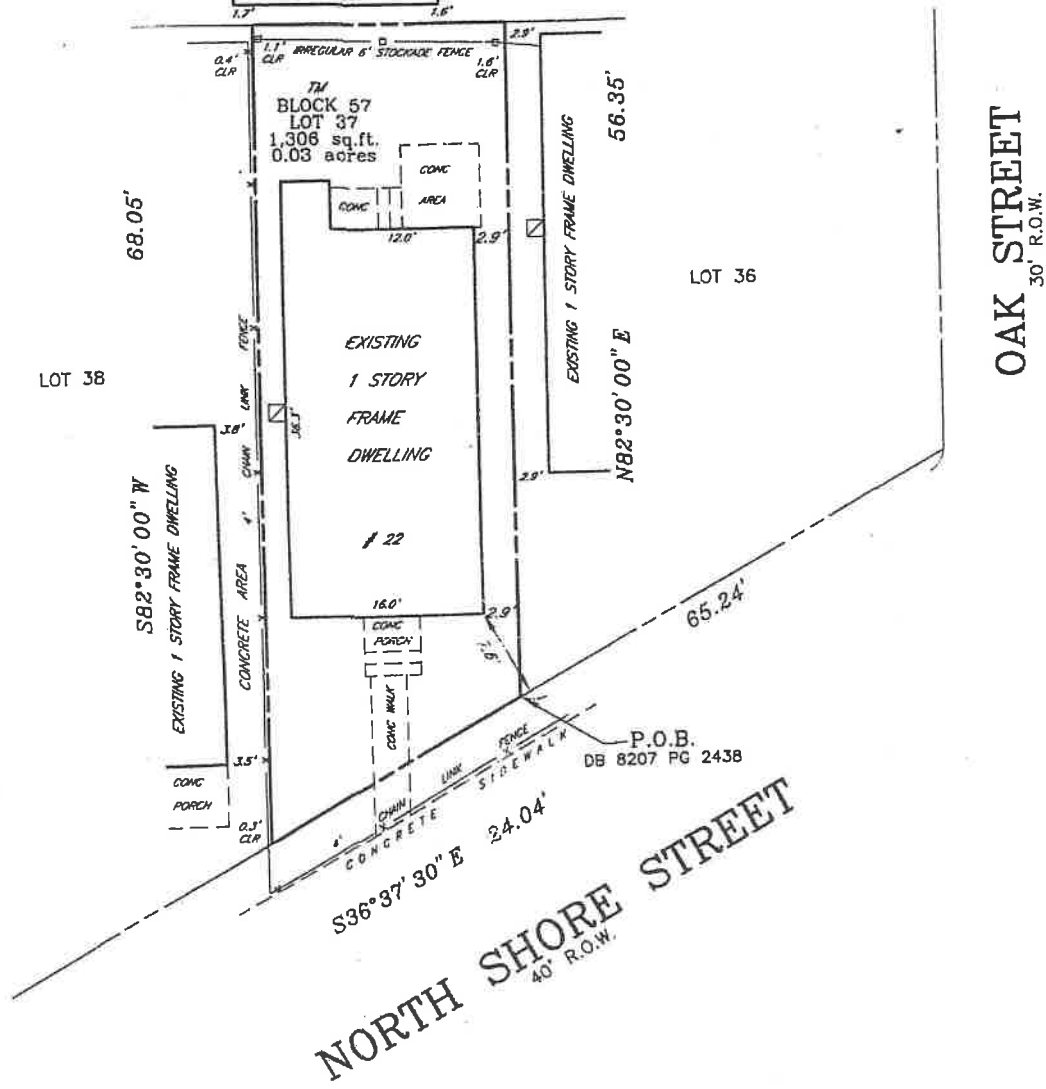 1.7'
1.6'
2.9'
0.4'
CLR
1.1'
CLR
IRREGULAR 6' STOCKADE FENCE
1.6'
CLR
TM
BLOCK 57
LOT 37
1,306 sq.ft.
0.03 acres
56.35'
68.05'
CONC
AREA
CONC
12.0'
2.9'
EXISTING 1 STORY FRAME DWELLING
LOT 36
OAK STREET
30' R.O.W.
N82°30'00" E
LOT 38
EXISTING
1 STORY
FRAME
DWELLING
# 22
36.3'
3.8'
4' CHAIN LINK FENCE
2.9'
S82°30'00" W
EXISTING 1 STORY FRAME DWELLING
CONCRETE AREA
16.0'
2.9'
CONC
PORCH
7.6'
65.24'
CONC WALK
3.5'
CONC
PORCH
0.3'
CLR
P.O.B.
DB 8207 PG 2438
4' CHAIN LINK FENCE
CONCRETE SIDEWALK
S36°37'30" E 24.04'
NORTH SHORE STREET
40' R.O.W.